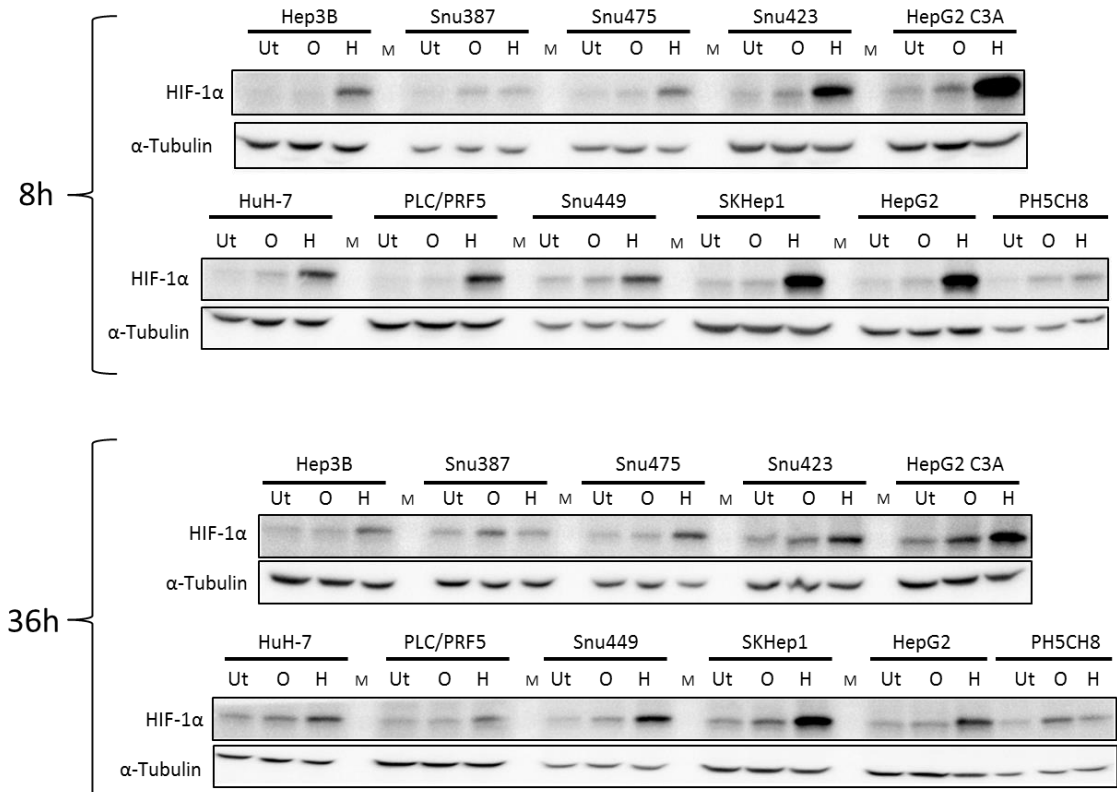 Hep3B Snu387 Snu475 Snu423 HepG2 C3A
Ut O H M Ut O H M Ut O H M Ut O H M Ut O H
HIF-1α
α-Tubulin
8h
HuH-7 PLC/PRF5 Snu449 SKHep1 HepG2 PH5CH8
Ut O H M Ut O H M Ut O H M Ut O H M Ut O H Ut O H
HIF-1α
α-Tubulin
Hep3B Snu387 Snu475 Snu423 HepG2 C3A
Ut O H M Ut O H M Ut O H M Ut O H M Ut O H
HIF-1α
α-Tubulin
36h
HuH-7 PLC/PRF5 Snu449 SKHep1 HepG2 PH5CH8
Ut O H M Ut O H M Ut O H M Ut O H M Ut O H Ut O H
HIF-1α
α-Tubulin